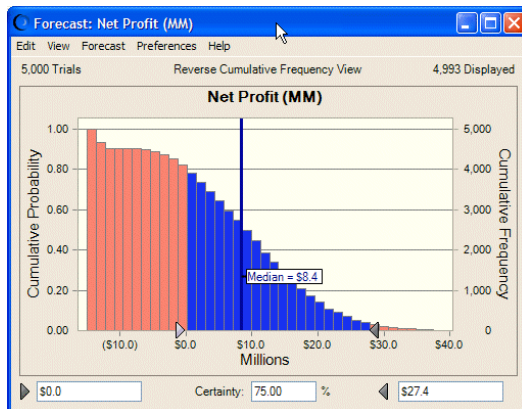 Forecast: Net Profit (MM)
Edit View Forecast Preferences Help
5,000 Trials Reverse Cumulative Frequency View 4,993 Displayed
Net Profit (MM)
Cumulative Probability
1.00
0.80
0.60
0.40
0.20
0.00
5,000
4,000
3,000
2,000
1,000
0
Cumulative Frequency
Median = $8.4
($10.0) $0.0 $10.0 $20.0 $30.0 $40.0
Millions
$0.0 Certainty: 75.00 % $27.4